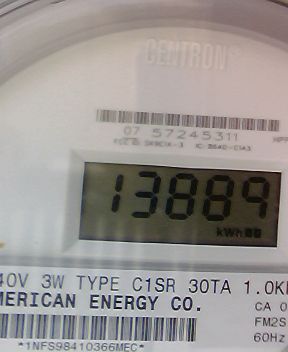 CENTRON®
07 57245311
13889
kWh
40V 3W TYPE C1SR 30TA 1.0K
MERICAN ENERGY CO.
CA 0
FM2S
60Hz
*1NFS98410366MEC*